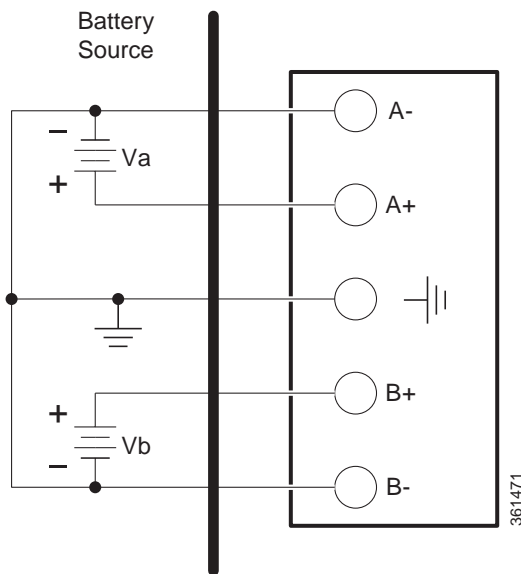 Battery
Source
A-
−
Va
+
A+
+
B+
Vb
−
B-
361471